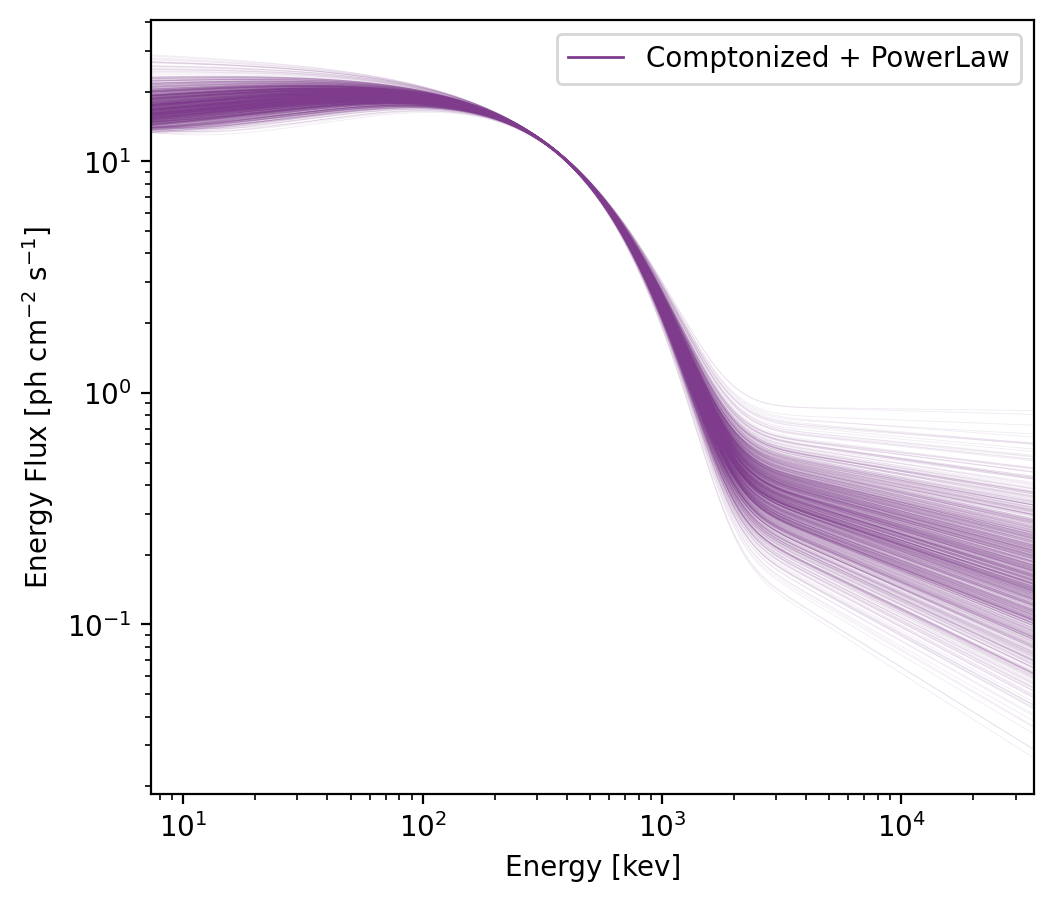 Comptonized + PowerLaw
10¹
10⁰
10⁻¹
Energy Flux [ph cm⁻² s⁻¹]
10¹ 10² 10³ 10⁴
Energy [kev]